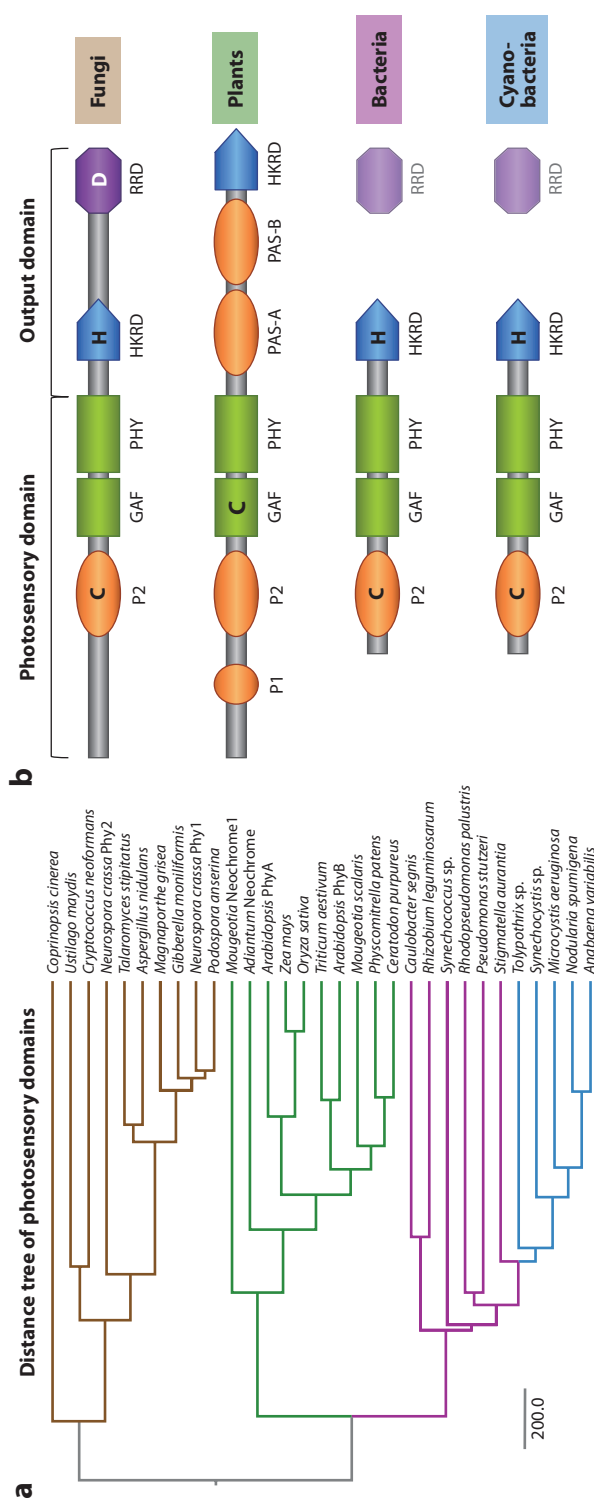 a
Distance tree of photosensory domains
Coprinopsis cinerea
Ustilago maydis
Cryptococcus neoformans
Neurospora crassa Phy2
Talaromyces stipitatus
Aspergillus nidulans
Magnaporthe grisea
Gibberella moniliformis
Neurospora crassa Phy1
Podospora anserina
Mougeotia Neochrome1
Adiantum Neochrome
Arabidopsis PhyA
Zea mays
Oryza sativa
Triticum aestivum
Arabidopsis PhyB
Mougeotia scalaris
Physcomitrella patens
Ceratodon purpureus
Caulobacter segnis
Rhizobium leguminosarum
Synechococcus sp.
Rhodopseudomonas palustris
Pseudomonas stutzeri
Stigmatella aurantia
Tolypothrix sp.
Synechocystis sp.
Microcystis aeruginosa
Nodularia spumigena
Anabaena variabilis
200.0
b
Photosensory domain
Output domain
C
H
D
P2
GAF
PHY
HKRD
RRD
Fungi
C
P1
P2
GAF
PHY
PAS-A
PAS-B
HKRD
Plants
C
H
P2
GAF
PHY
HKRD
RRD
Bacteria
C
H
P2
GAF
PHY
HKRD
RRD
Cyano-
bacteria